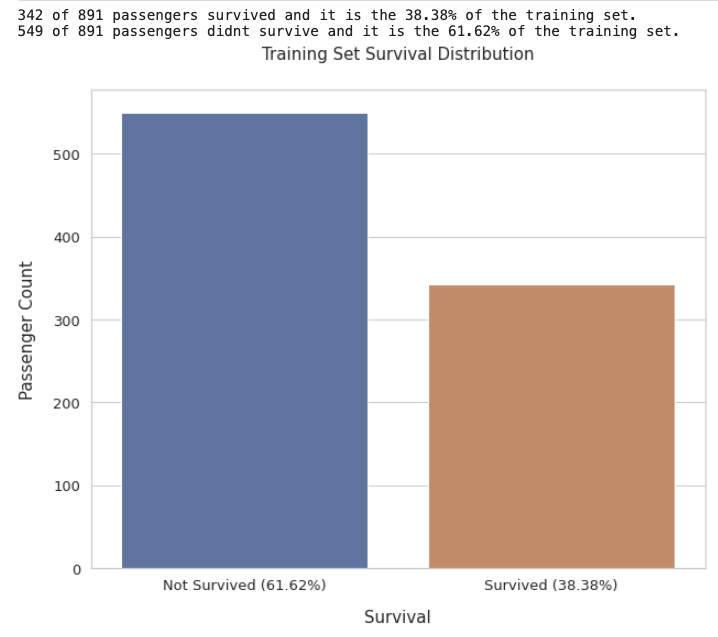 342 of 891 passengers survived and it is the 38.38% of the training set.
549 of 891 passengers didnt survive and it is the 61.62% of the training set.
Training Set Survival Distribution
Passenger Count
500
400
300
200
100
0
Not Survived (61.62%)
Survived (38.38%)
Survival